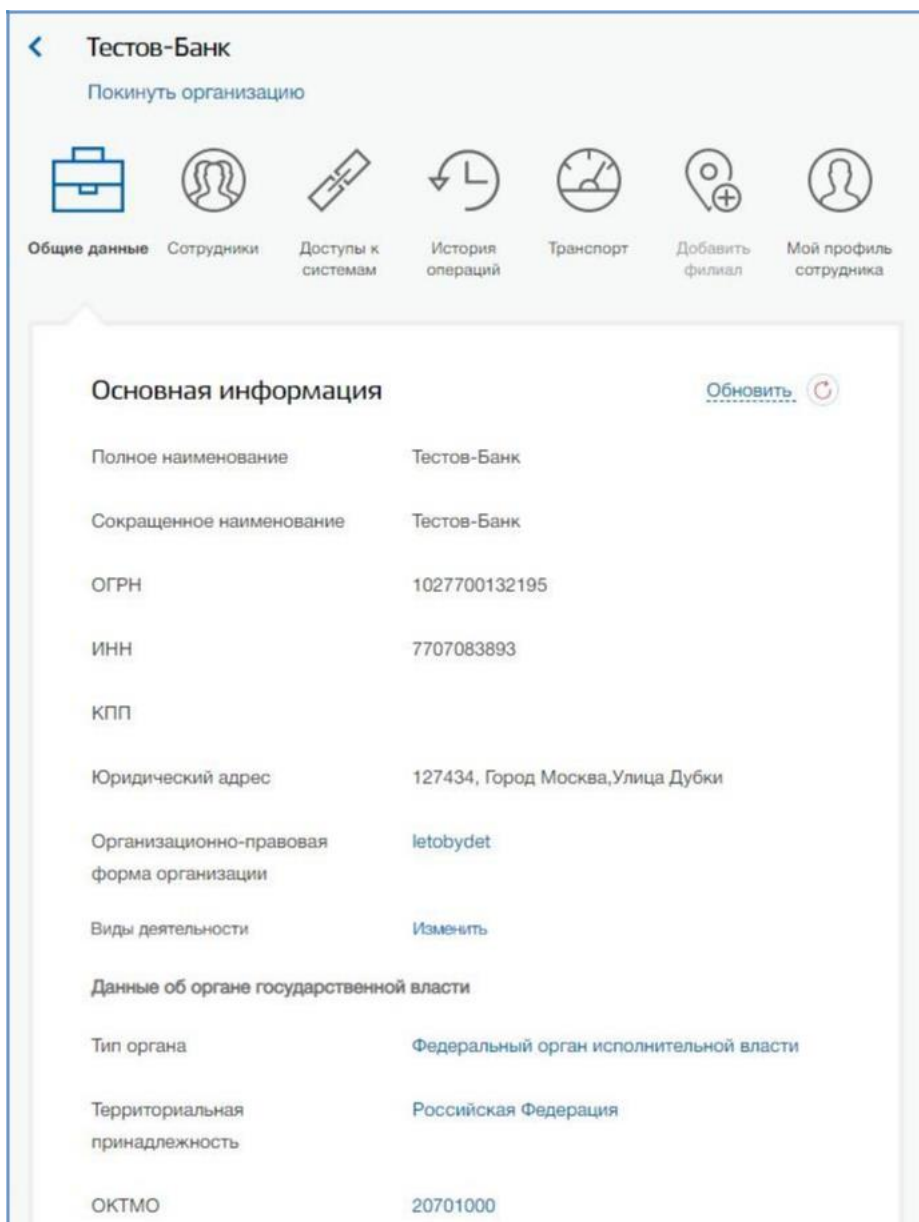 Тестов-Банк
Покинуть организацию
Общие данные
Сотрудники
Доступы к
системам
История
операций
Транспорт
Добавить
филиал
Мой профиль
сотрудника
Основная информация
Обновить
Полное наименование
Тестов-Банк
Сокращенное наименование
Тестов-Банк
ОГРН
1027700132195
ИНН
7707083893
КПП
Юридический адрес
127434, Город Москва,Улица Дубки
Организационно-правовая
форма организации
letobydet
Виды деятельности
Изменить
Данные об органе государственной власти
Тип органа
Федеральный орган исполнительной власти
Территориальная
принадлежность
Российская Федерация
ОКТМО
20701000